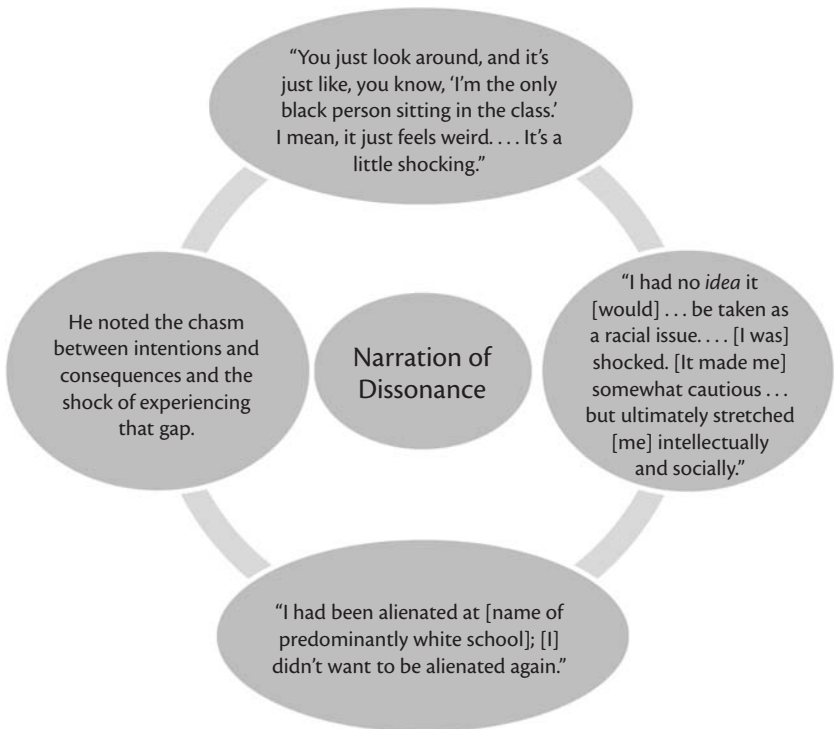 “You just look around, and it’s
just like, you know, ‘I’m the only
black person sitting in the class.’
I mean, it just feels weird. . . . It’s a
little shocking.”
He noted the chasm
between intentions and
consequences and the
shock of experiencing
that gap.
Narration of
Dissonance
“I had no idea it
[would] . . . be taken as
a racial issue. . . . [I was]
shocked. [It made me]
somewhat cautious . . .
but ultimately stretched
[me] intellectually
and socially.”
“I had been alienated at [name of
predominantly white school]; [I]
didn’t want to be alienated again.”